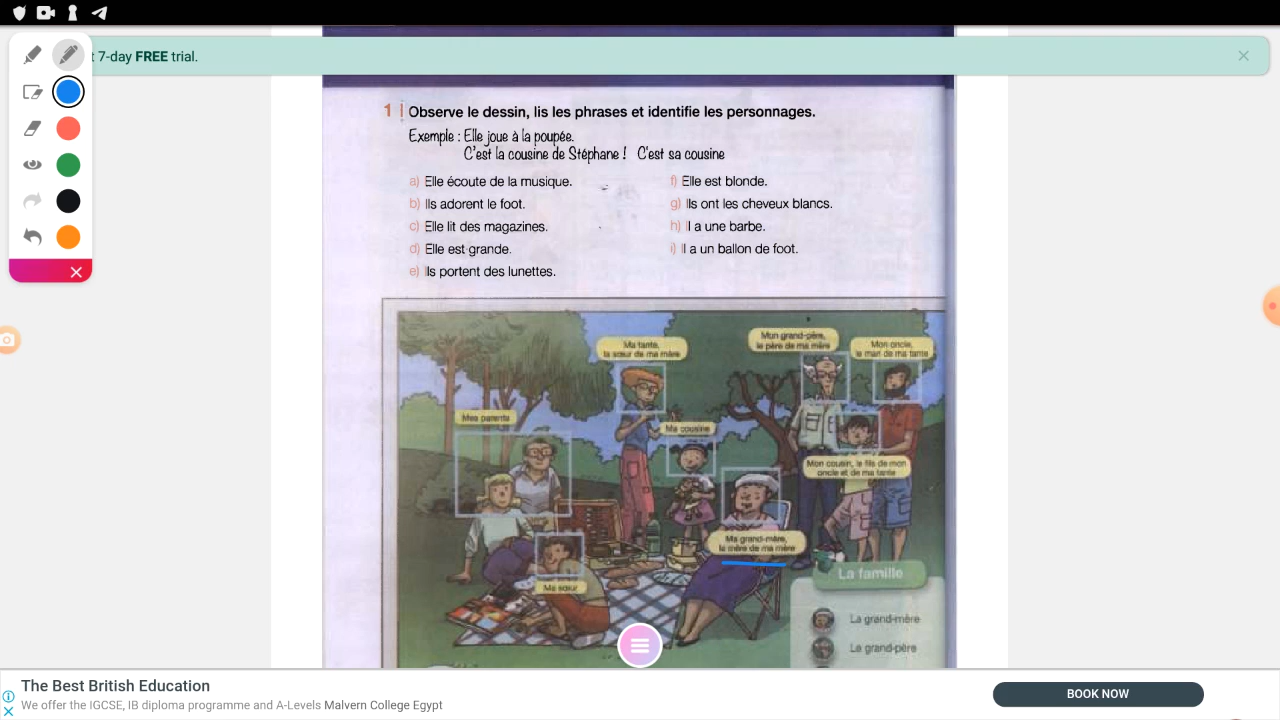 t 7-day FREE trial.
1 | Observe le dessin, lis les phrases et identifie les personnages.
Exemple : Elle joue à la poupée.
C'est la cousine de Stéphane ! C'est sa cousine
a) Elle écoute de la musique.
b) Ils adorent le foot.
c) Elle lit des magazines.
d) Elle est grande.
e) Ils portent des lunettes.
f) Elle est blonde.
g) Ils ont les cheveux blancs.
h) Il a une barbe.
i) Il a un ballon de foot.
Ma tante,
la sœur de ma mère
Mon grand-père,
le père de ma mère
Mon oncle,
le mari de ma tante
Mes parents
Ma cousine
Mon cousin, le fils de mon
oncle et de ma tante
Ma grand-mère,
la mère de ma mère
Ma sœur
La famille
La grand-mère
La grand-père
The Best British Education
We offer the IGCSE, IB diploma programme and A-Levels Malvern College Egypt
BOOK NOW